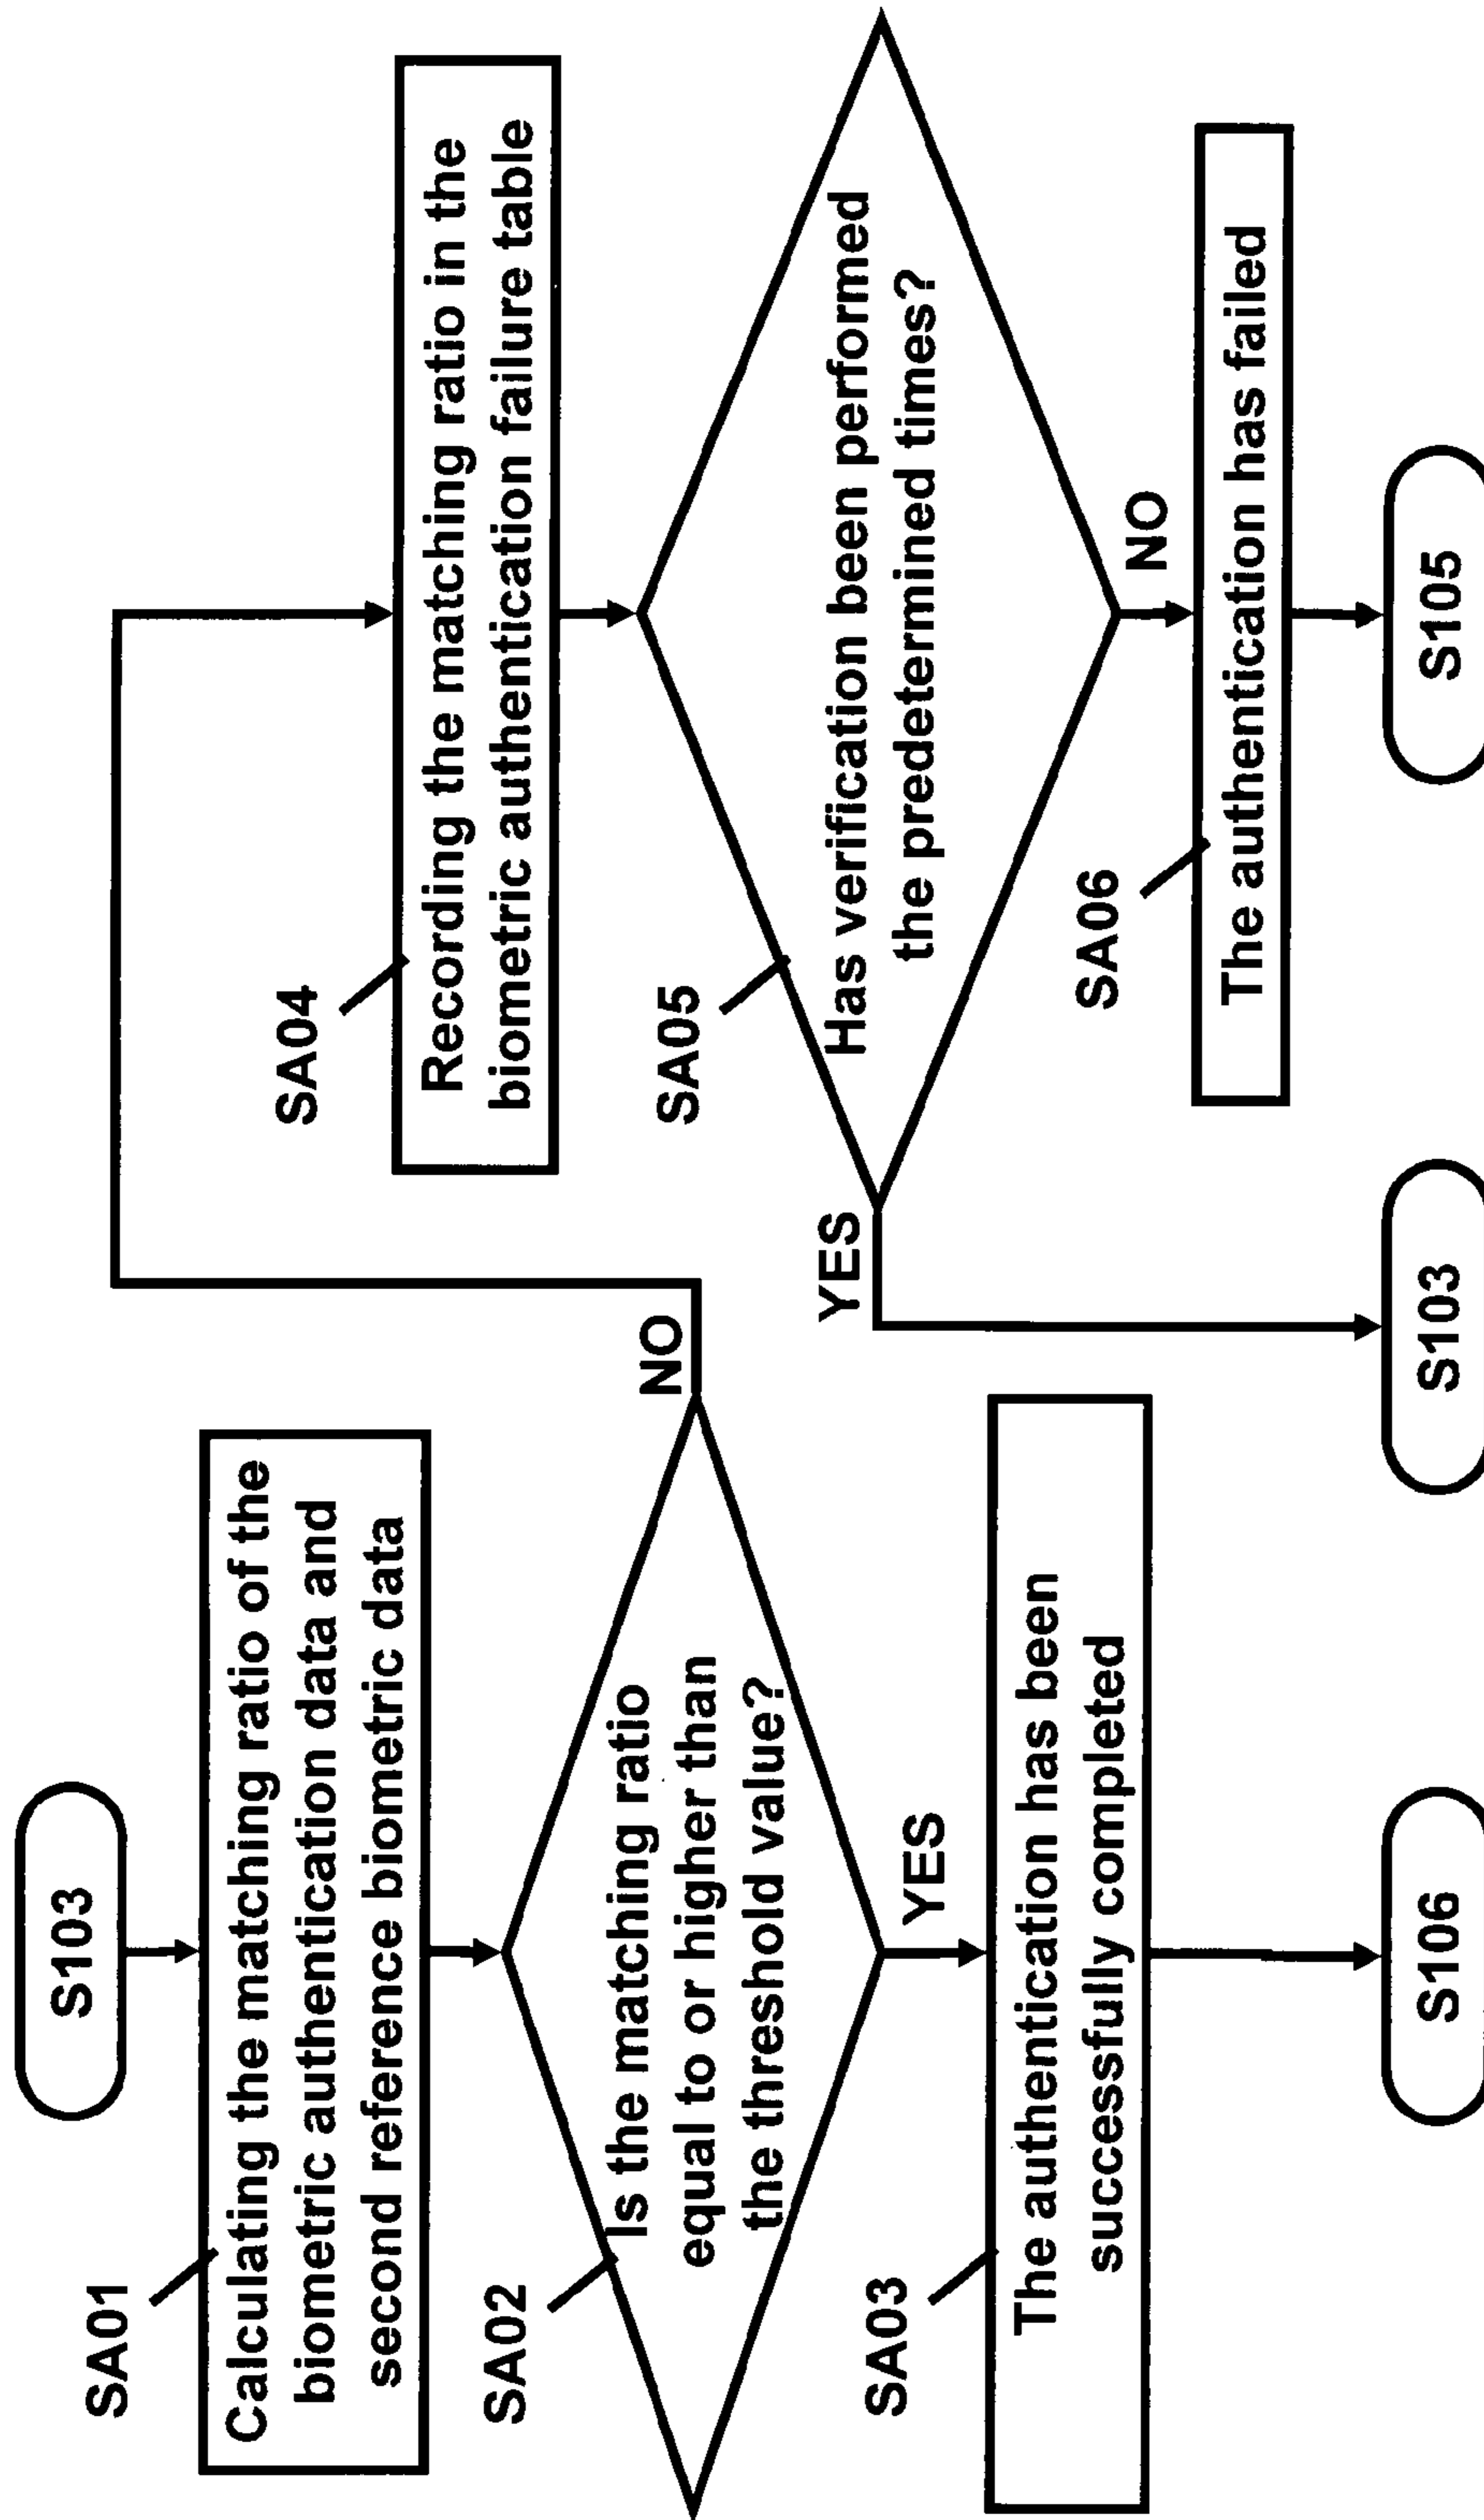 S103
SA01
Calculating the matching ratio of the
biometric authentication data and
second reference biometric data
SA02
Is the matching ratio
equal to or higher than
the threshold value?
NO
YES
SA03
The authentication has been
successfully completed
S106
SA04
Recording the matching ratio in the
biometric authentication failure table
SA05
Has verification been performed
the predetermined times?
YES
NO
SA06
The authentication has failed
S103
S105